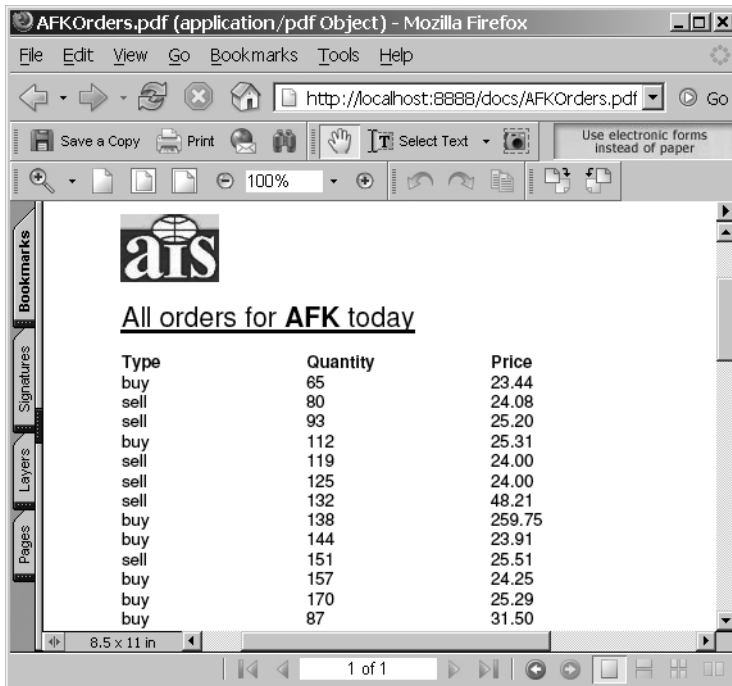 AFKOrders.pdf (application/pdf Object) - Mozilla Firefox
File Edit View Go Bookmarks Tools Help
http://localhost:8888/docs/AFKOrders.pdf Go
Save a Copy Print Select Text Use electronic forms
instead of paper
100%
Bookmarks
Signatures
Layers
Pages
aIS
All orders for AFK today
Type Quantity Price
buy 65 23.44
sell 80 24.08
sell 93 25.20
buy 112 25.31
sell 119 24.00
sell 125 24.00
sell 132 48.21
buy 138 259.75
buy 144 23.91
sell 151 25.51
buy 157 24.25
buy 170 25.29
buy 87 31.50
8.5 x 11 in
1 of 1